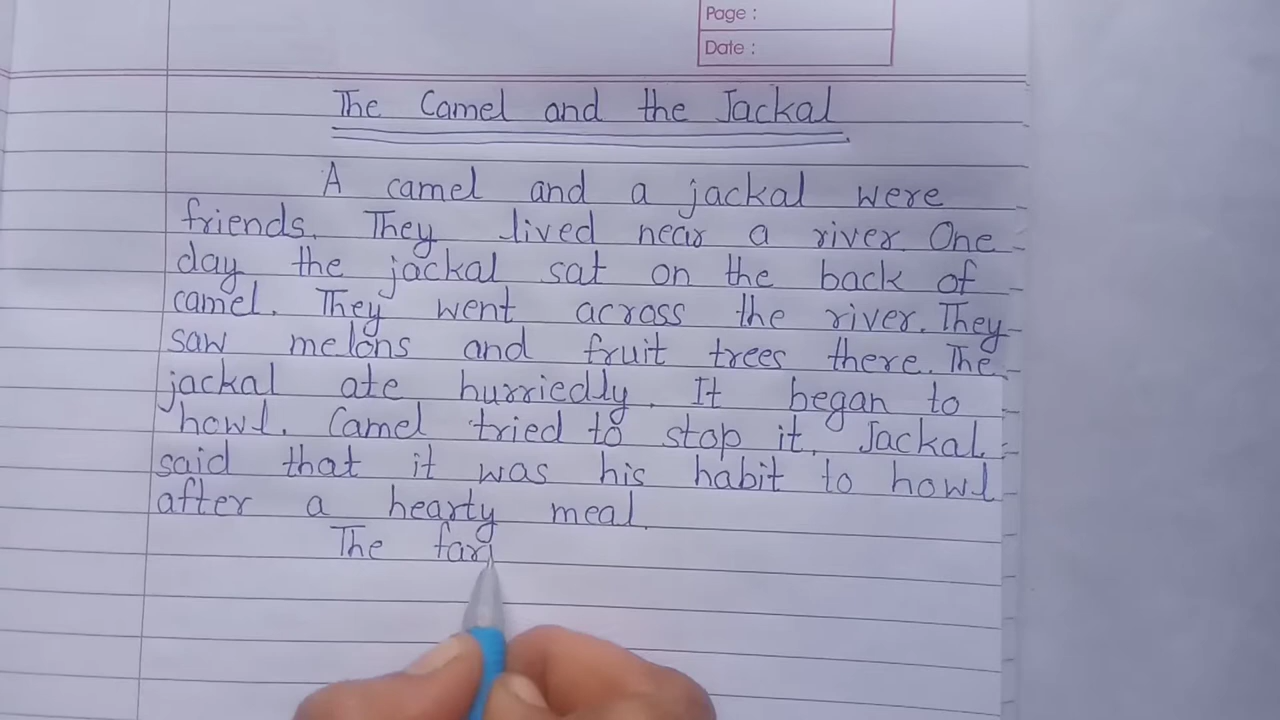 Page :
Date :
The Camel and the Jackal
A camel and a jackal were
friends. They lived near a river. One
day the jackal sat on the back of
camel. They went across the river. They
saw melons and fruit trees there. The
jackal ate hurriedly. It began to
howl. Camel tried to stop it. Jackal
said that it was his habit to howl
after a hearty meal.
The far